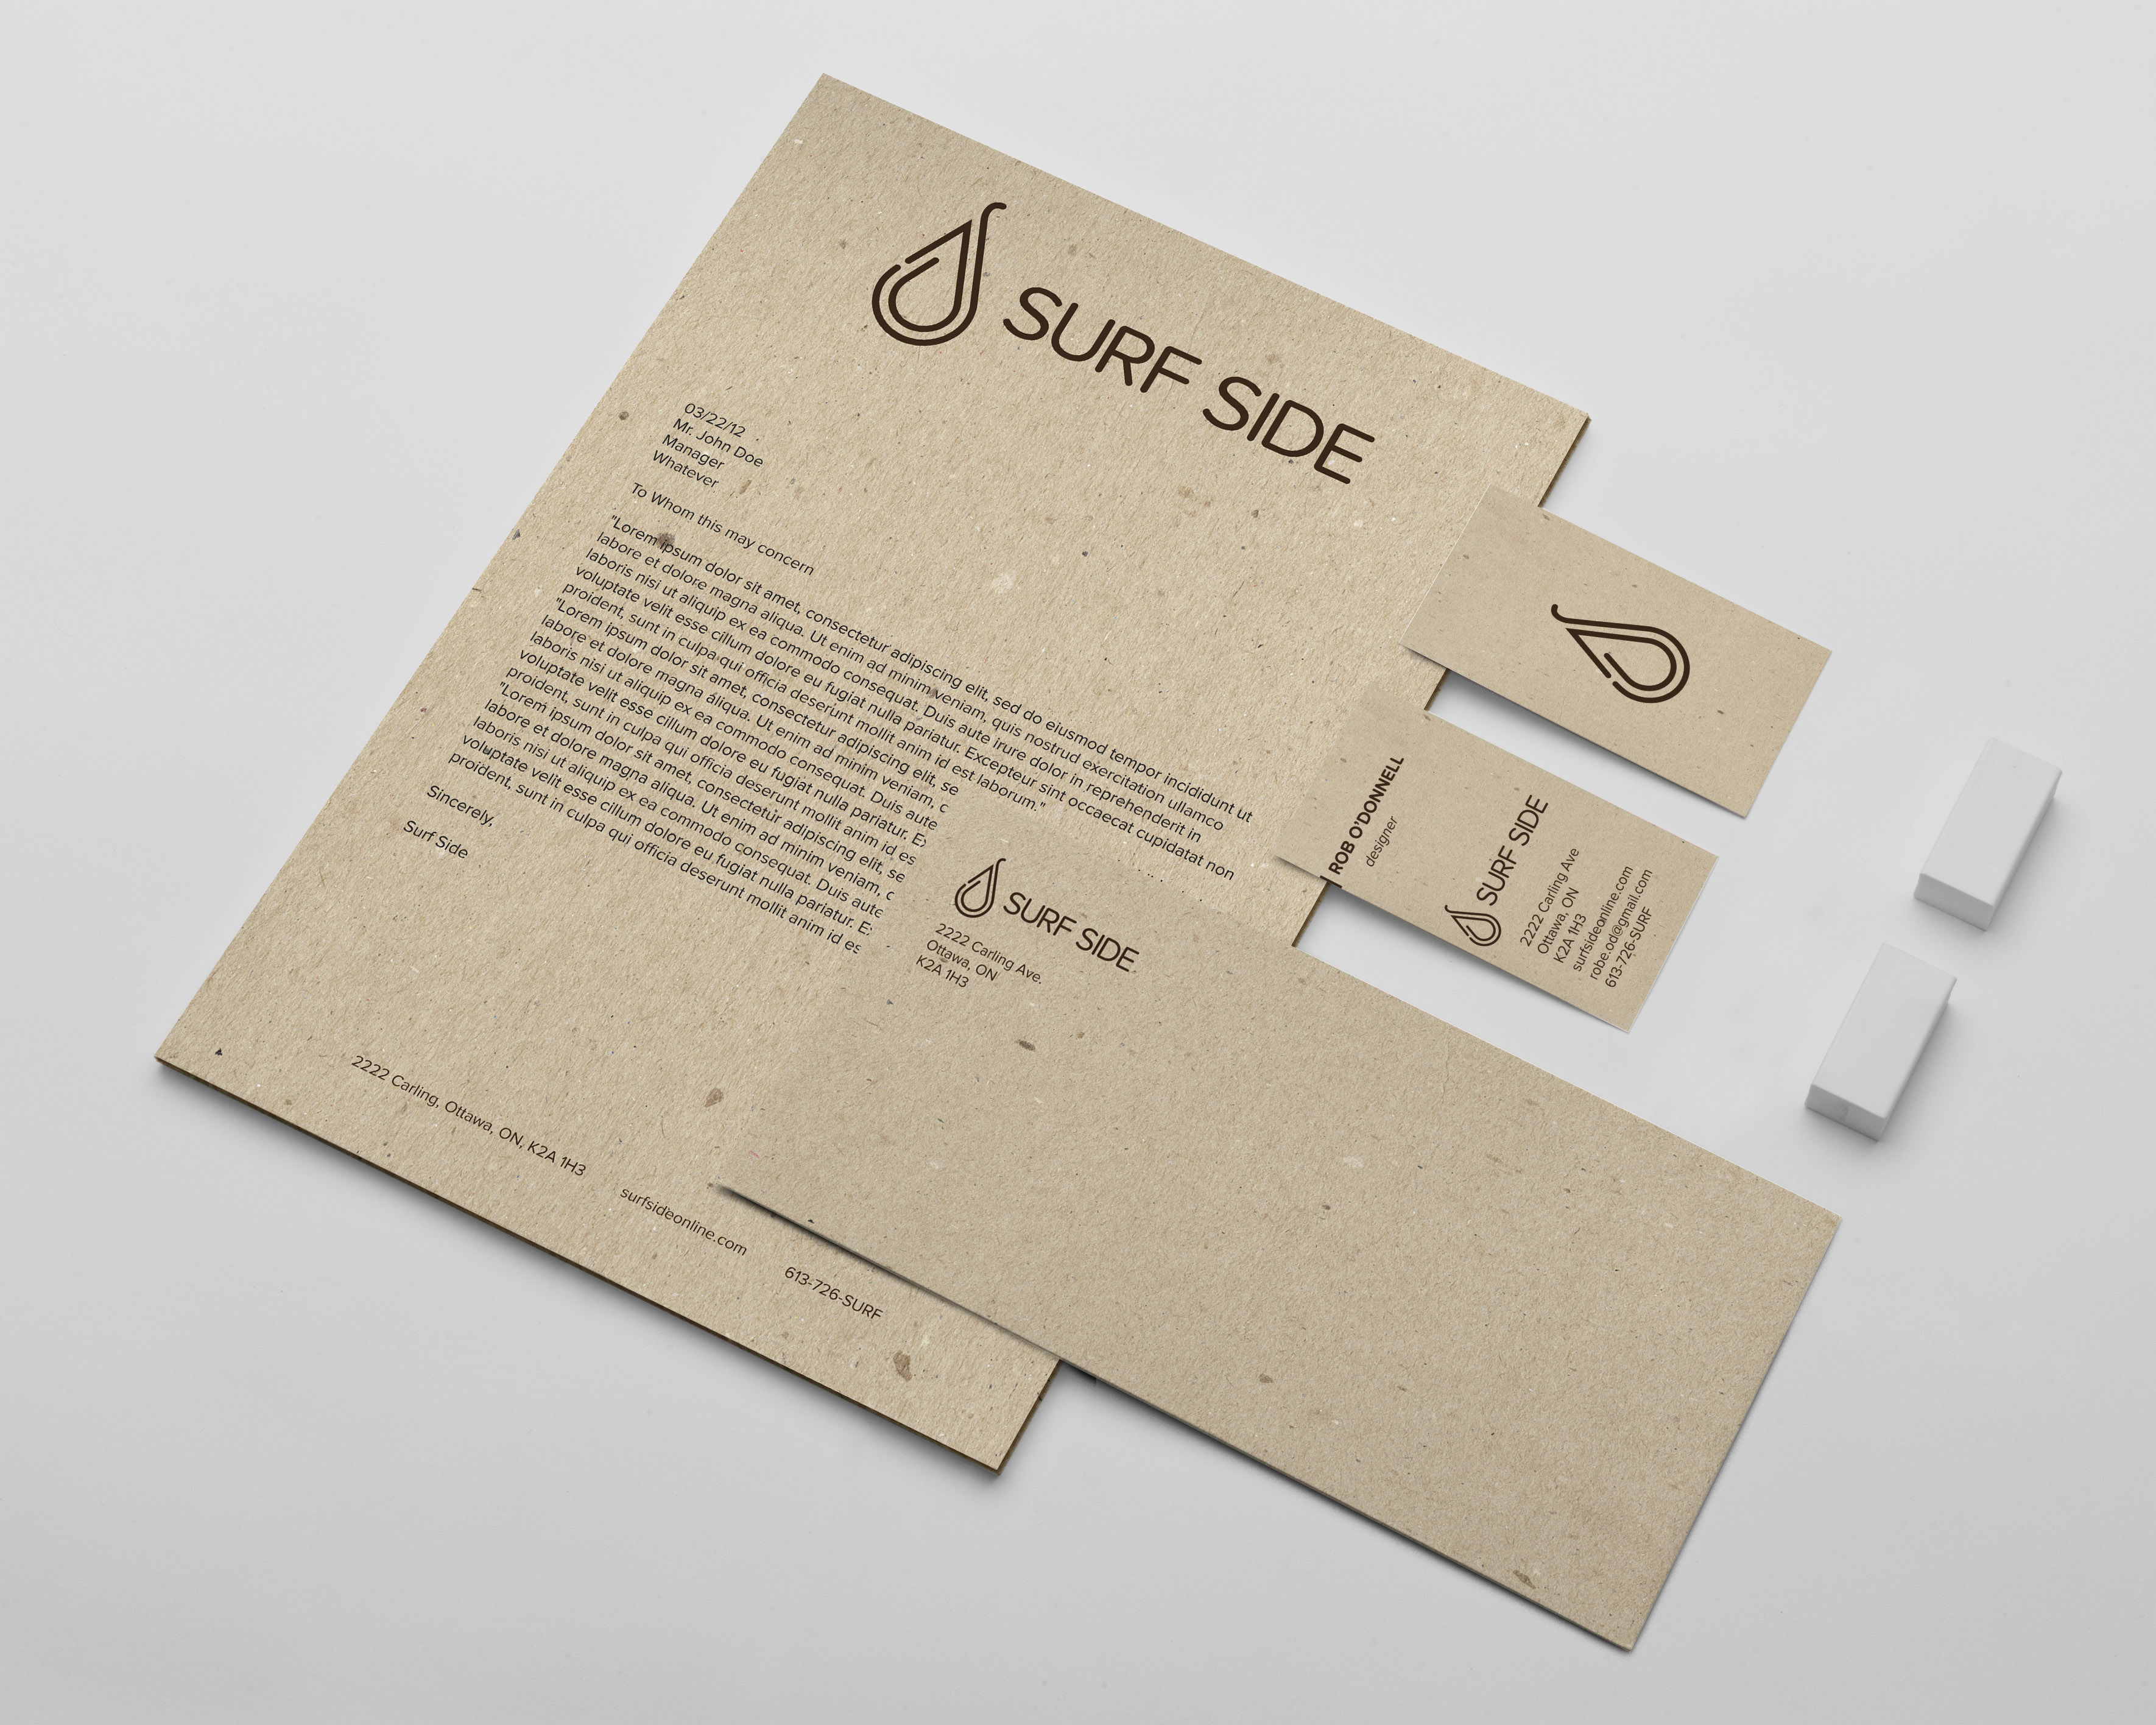 SURF SIDE
03/22/12
Mr. John Doe
Manager
Whatever
To Whom this may concern
"Lorem ipsum dolor sit amet, consectetur adipiscing elit, sed do eiusmod tempor incididunt ut
labore et dolore magna aliqua. Ut enim ad minim veniam, quis nostrud exercitation ullamco
laboris nisi ut aliquip ex ea commodo consequat. Duis aute irure dolor in reprehenderit in
voluptate velit esse cillum dolore eu fugiat nulla pariatur. Excepteur sint occaecat cupidatat non
proident, sunt in culpa qui officia deserunt mollit anim id est laborum."
"Lorem ipsum dolor sit amet, consectetur adipiscing elit, se
labore et dolore magna aliqua. Ut enim ad minim veniam,
laboris nisi ut aliquip ex ea commodo consequat. Duis aute
voluptate velit esse cillum dolore eu fugiat nulla pariatur.
proident, sunt in culpa qui officia deserunt mollit anim id es
"Lorem ipsum dolor sit amet, consectetur adipiscing elit, se
labore et dolore magna aliqua. Ut enim ad minim veniam,
laboris nisi ut aliquip ex ea commodo consequat. Duis aute
voluptate velit esse cillum dolore eu fugiat nulla pariatur.
proident, sunt in culpa qui officia deserunt mollit anim id es
Sincerely,
Surf Side
2222 Carling, Ottawa, ON, K2A 1H3
surfsideonline.com
613-726-SURF
SURF SIDE
2222 Carling Ave.
Ottawa, ON
K2A 1H3
ROB O'DONNELL
designer
SURF SIDE
2222 Carling Ave
Ottawa, ON
K2A 1H3
surfsideonline.com
robe.od@gmail.com
613-726-SURF